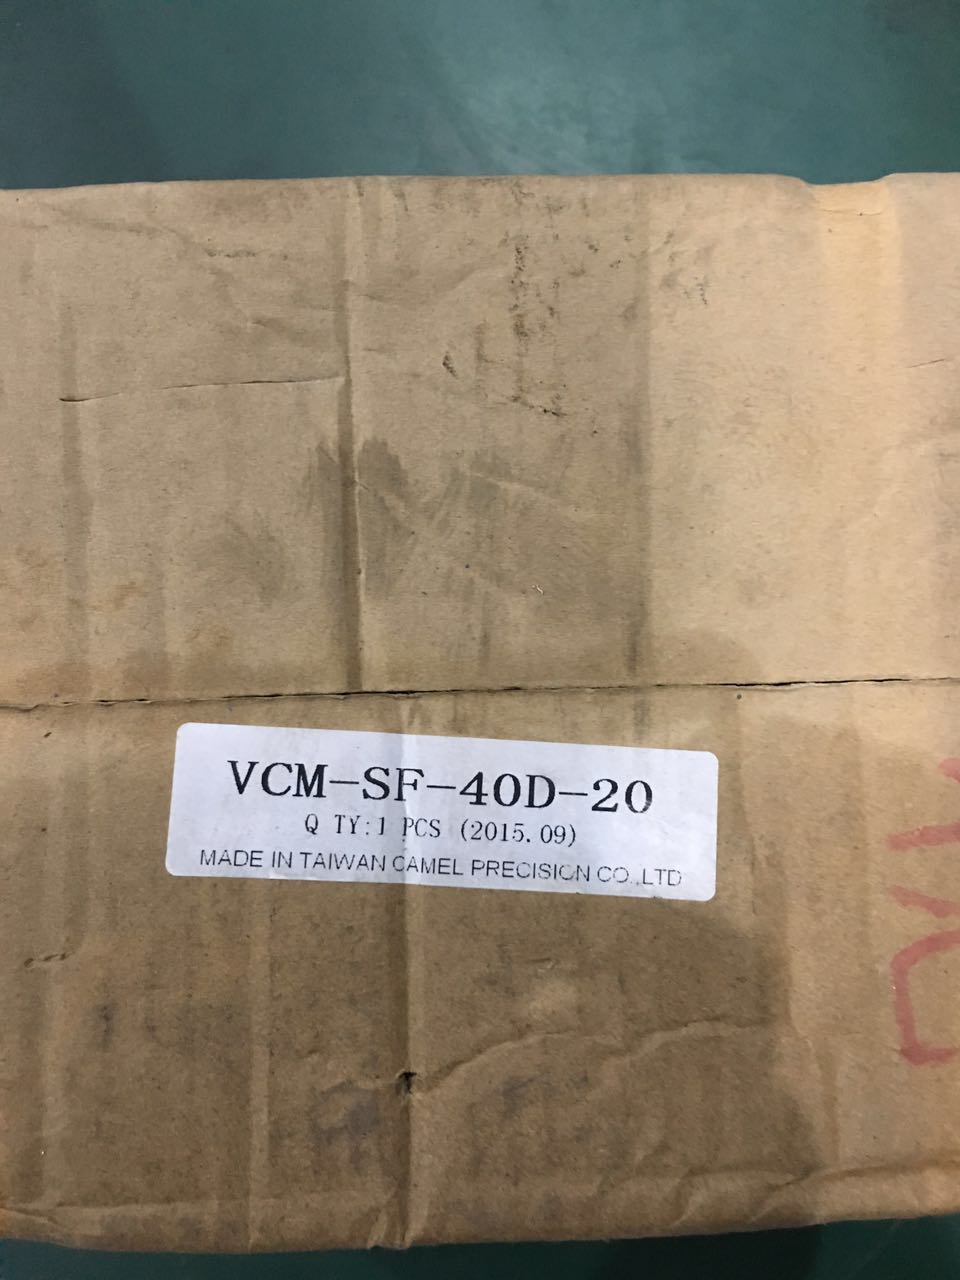 VCM-SF-40D-20
Q TY:1 PCS (2015.09)
MADE IN TAIWAN CAMEL PRECISION CO.,LTD